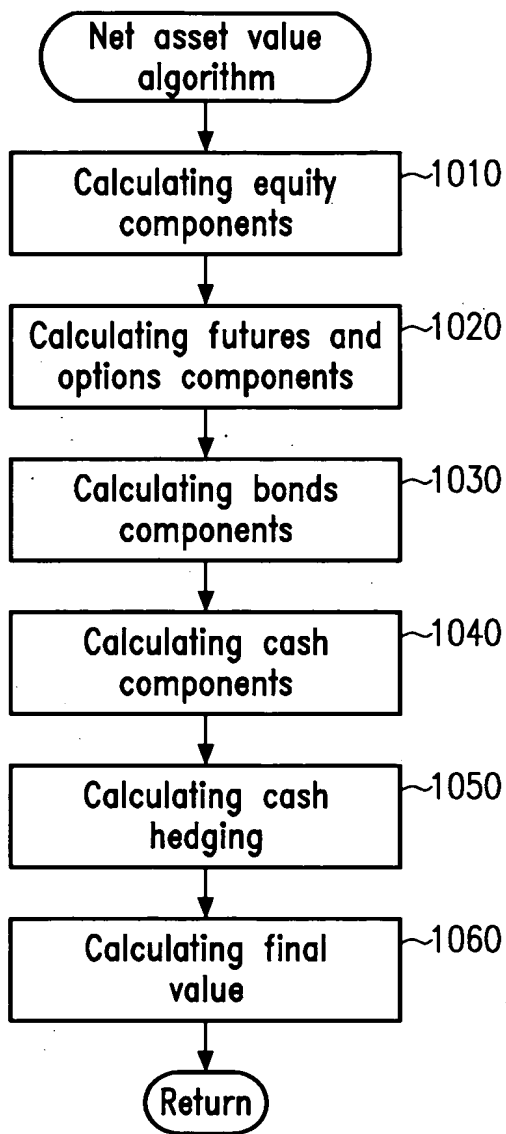 Net asset value
algorithm
Calculating equity
components
1010
Calculating futures and
options components
1020
Calculating bonds
components
1030
Calculating cash
components
1040
Calculating cash
hedging
1050
Calculating final
value
1060
Return